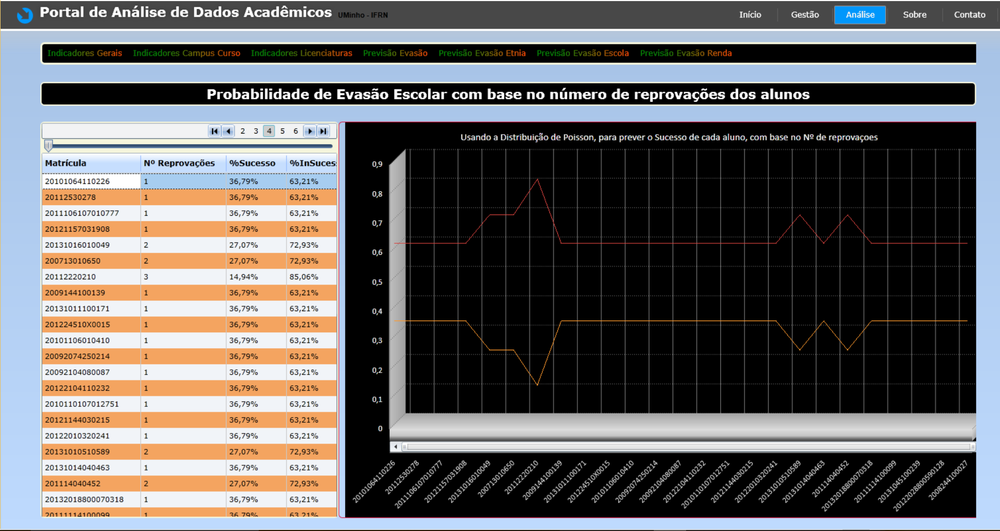 Portal de Análise de Dados Acadêmicos UMinho - IFRN
Início Gestão Análise Sobre Contato
Indicadores Gerais Indicadores Campus Curso Indicadores Licenciaturas Previsão Evasão Previsão Evasão Etnia Previsão Evasão Escola Previsão Evasão Renda
Probabilidade de Evasão Escolar com base no número de reprovações dos alunos
2 3 4 5 6
Matrícula Nº Reprovações %Sucesso %InSuces
20101064110226 1 36,79% 63,21%
20112530278 1 36,79% 63,21%
2011106107010777 1 36,79% 63,21%
20121157031908 1 36,79% 63,21%
20131016010049 2 27,07% 72,93%
200713010650 2 27,07% 72,93%
20112220210 3 14,94% 85,06%
2009144100139 1 36,79% 63,21%
20131011100171 1 36,79% 63,21%
201224510X0015 1 36,79% 63,21%
20101106010410 1 36,79% 63,21%
20092074250214 1 36,79% 63,21%
20092104080087 1 36,79% 63,21%
20122104110232 1 36,79% 63,21%
2010110107012751 1 36,79% 63,21%
20121144030215 1 36,79% 63,21%
20122010320241 1 36,79% 63,21%
20131010510589 2 27,07% 72,93%
20131014040463 1 36,79% 63,21%
201114040452 2 27,07% 72,93%
20132018800070318 1 36,79% 63,21%
20111114100099 1 36,79% 63,21%
Usando a Distribuição de Poisson, para prever o Sucesso de cada aluno, com base no Nº de reprovaçoes
0,9
0,8
0,7
0,6
0,5
0,4
0,3
0,2
0,1
0
20101064110226
20112530278
2011106107010777
20121157031908
20131016010049
200713010650
20112220210
2009144100139
20131011100171
201224510X0015
20101106010410
20092074250214
20092104080087
20122104110232
2010110107012751
20121144030215
20122010320241
20131010510589
20131014040463
201114040452
20132018800070318
20111114100099
20131045100239
20122028800590128
200824410027